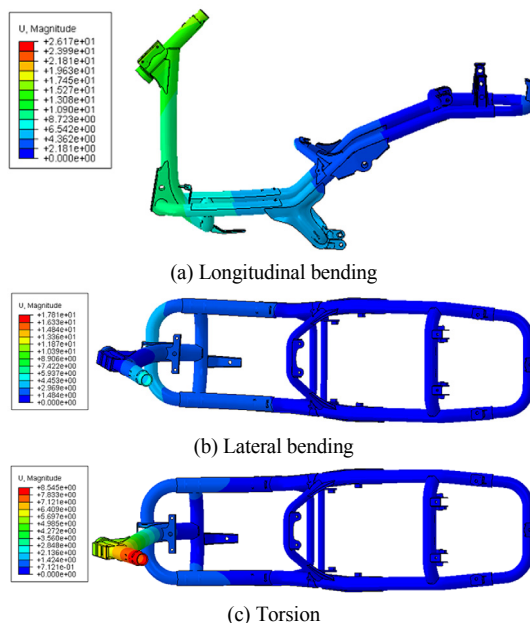 U, Magnitude
+2.617e+01
+2.399e+01
+2.181e+01
+1.963e+01
+1.745e+01
+1.527e+01
+1.308e+01
+1.090e+01
+8.723e+00
+6.542e+00
+4.362e+00
+2.181e+00
+0.000e+00
(a) Longitudinal bending
U, Magnitude
+1.781e+01
+1.633e+01
+1.484e+01
+1.336e+01
+1.187e+01
+1.039e+01
+8.906e+00
+7.422e+00
+5.937e+00
+4.453e+00
+2.969e+00
+1.484e+00
+0.000e+00
(b) Lateral bending
U, Magnitude
+8.545e+00
+7.833e+00
+7.121e+00
+6.409e+00
+5.697e+00
+4.985e+00
+4.272e+00
+3.560e+00
+2.848e+00
+2.136e+00
+1.424e+00
+7.121e-01
+0.000e+00
(c) Torsion